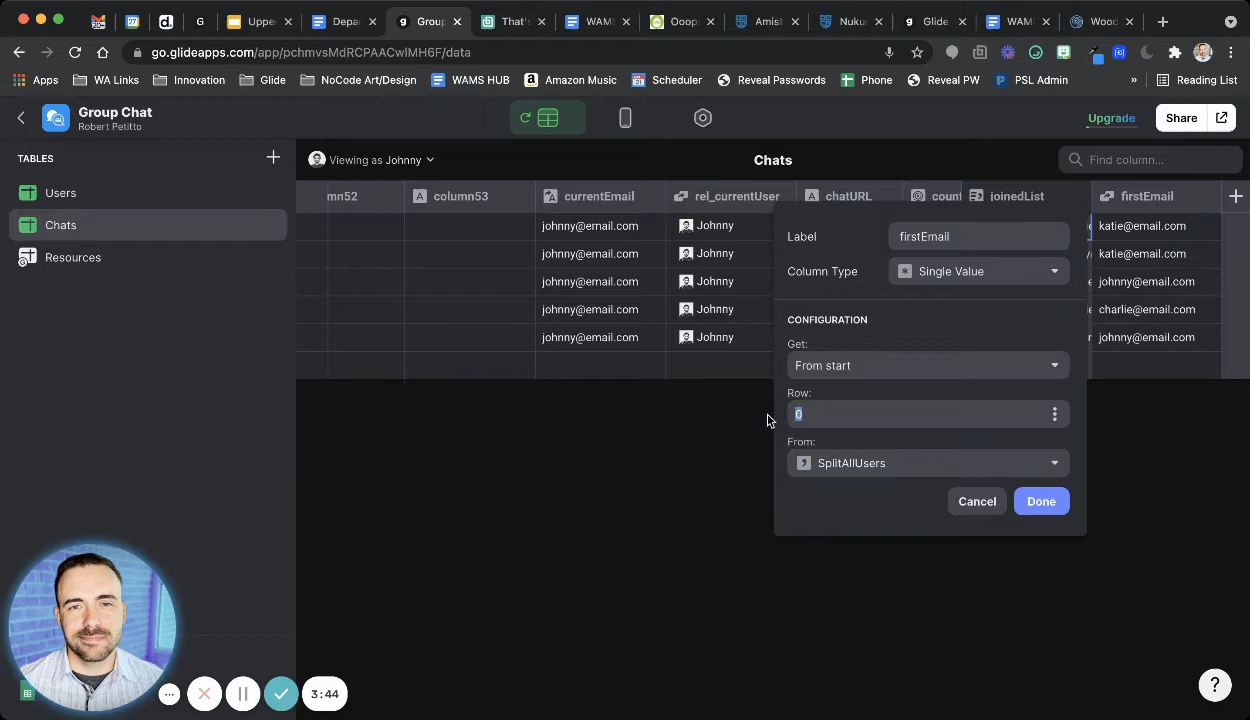 27
Upper
Depar
Group
That's
WAMS
Ooops
Amist
Nukur
Glide
WAM
Wood
go.glideapps.com/app/pchmvsMdRCPAACwlMH6F/data
Apps
WA Links
Innovation
Glide
NoCode Art/Design
WAMS HUB
Amazon Music
Scheduler
Reveal Passwords
Phone
Reveal PW
PSL Admin
»
Reading List
Group Chat
Robert Petitto
Upgrade
Share
TABLES
Viewing as Johnny
Chats
Find column...
Users
Chats
Resources
mn52
column53
currentEmail
rel_currentUser
chatURL
count
joinedList
firstEmail
johnny@email.com
Johnny
katie@email.com
johnny@email.com
Johnny
katie@email.com
johnny@email.com
Johnny
johnny@email.com
johnny@email.com
Johnny
charlie@email.com
johnny@email.com
Johnny
johnny@email.com
Label
firstEmail
Column Type
Single Value
CONFIGURATION
Get:
From start
Row:
0
From:
SplitAllUsers
Cancel
Done
3:44
?